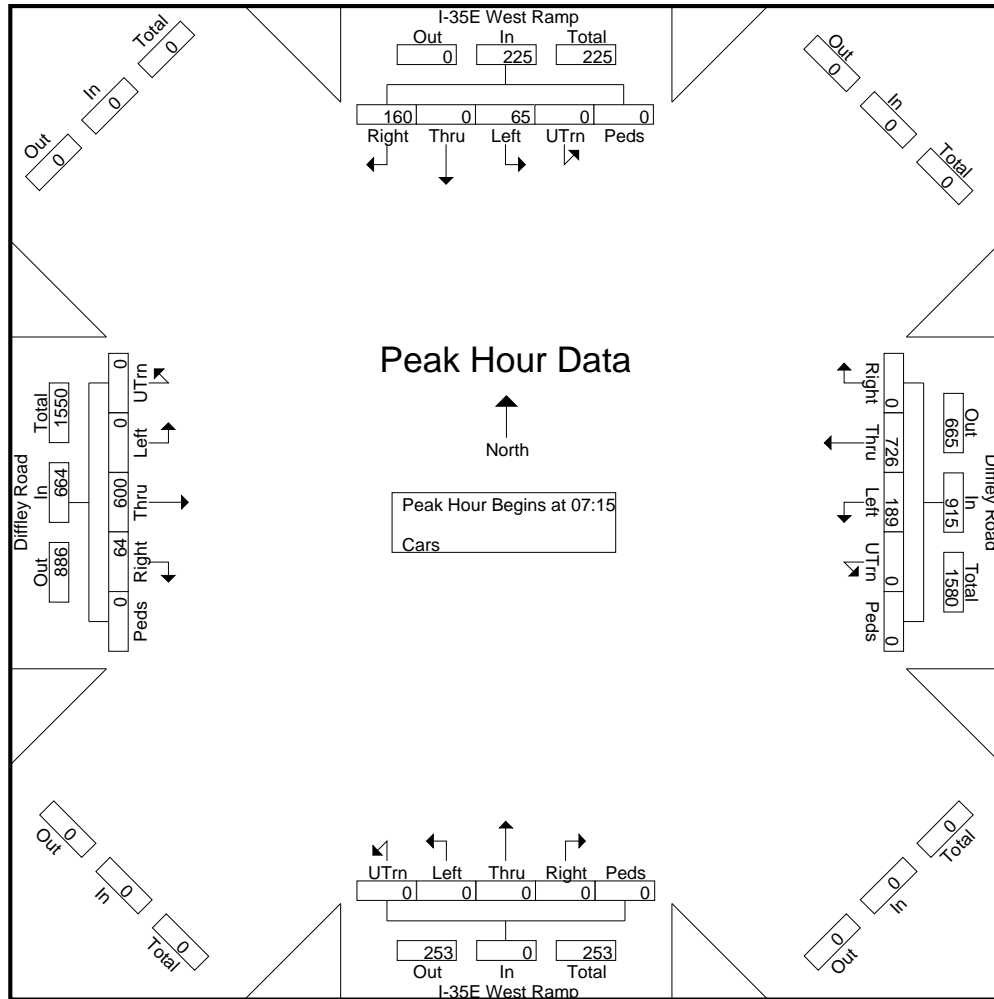 I-35E West Ramp
Out In Total
0 225 225
160 0 65 0 0
Right Thru Left UTrn Peds
Out 0
In 0
Total 0
Out 0
In 0
Total 0
Diffley Road
Total 1550
In 664
Out 886
0 UTrn
0 Left
600 Thru
64 Right
0 Peds
Peak Hour Data
North
Peak Hour Begins at 07:15
Cars
Right 0
Thru 726
Left 189
UTrn 0
Peds 0
Out 665
In 915
Total 1580
Diffley Road
Out 0
In 0
Total 0
UTrn Left Thru Right Peds
0 0 0 0 0
253 0 253
Out In Total
I-35E West Ramp
Out 0
In 0
Total 0